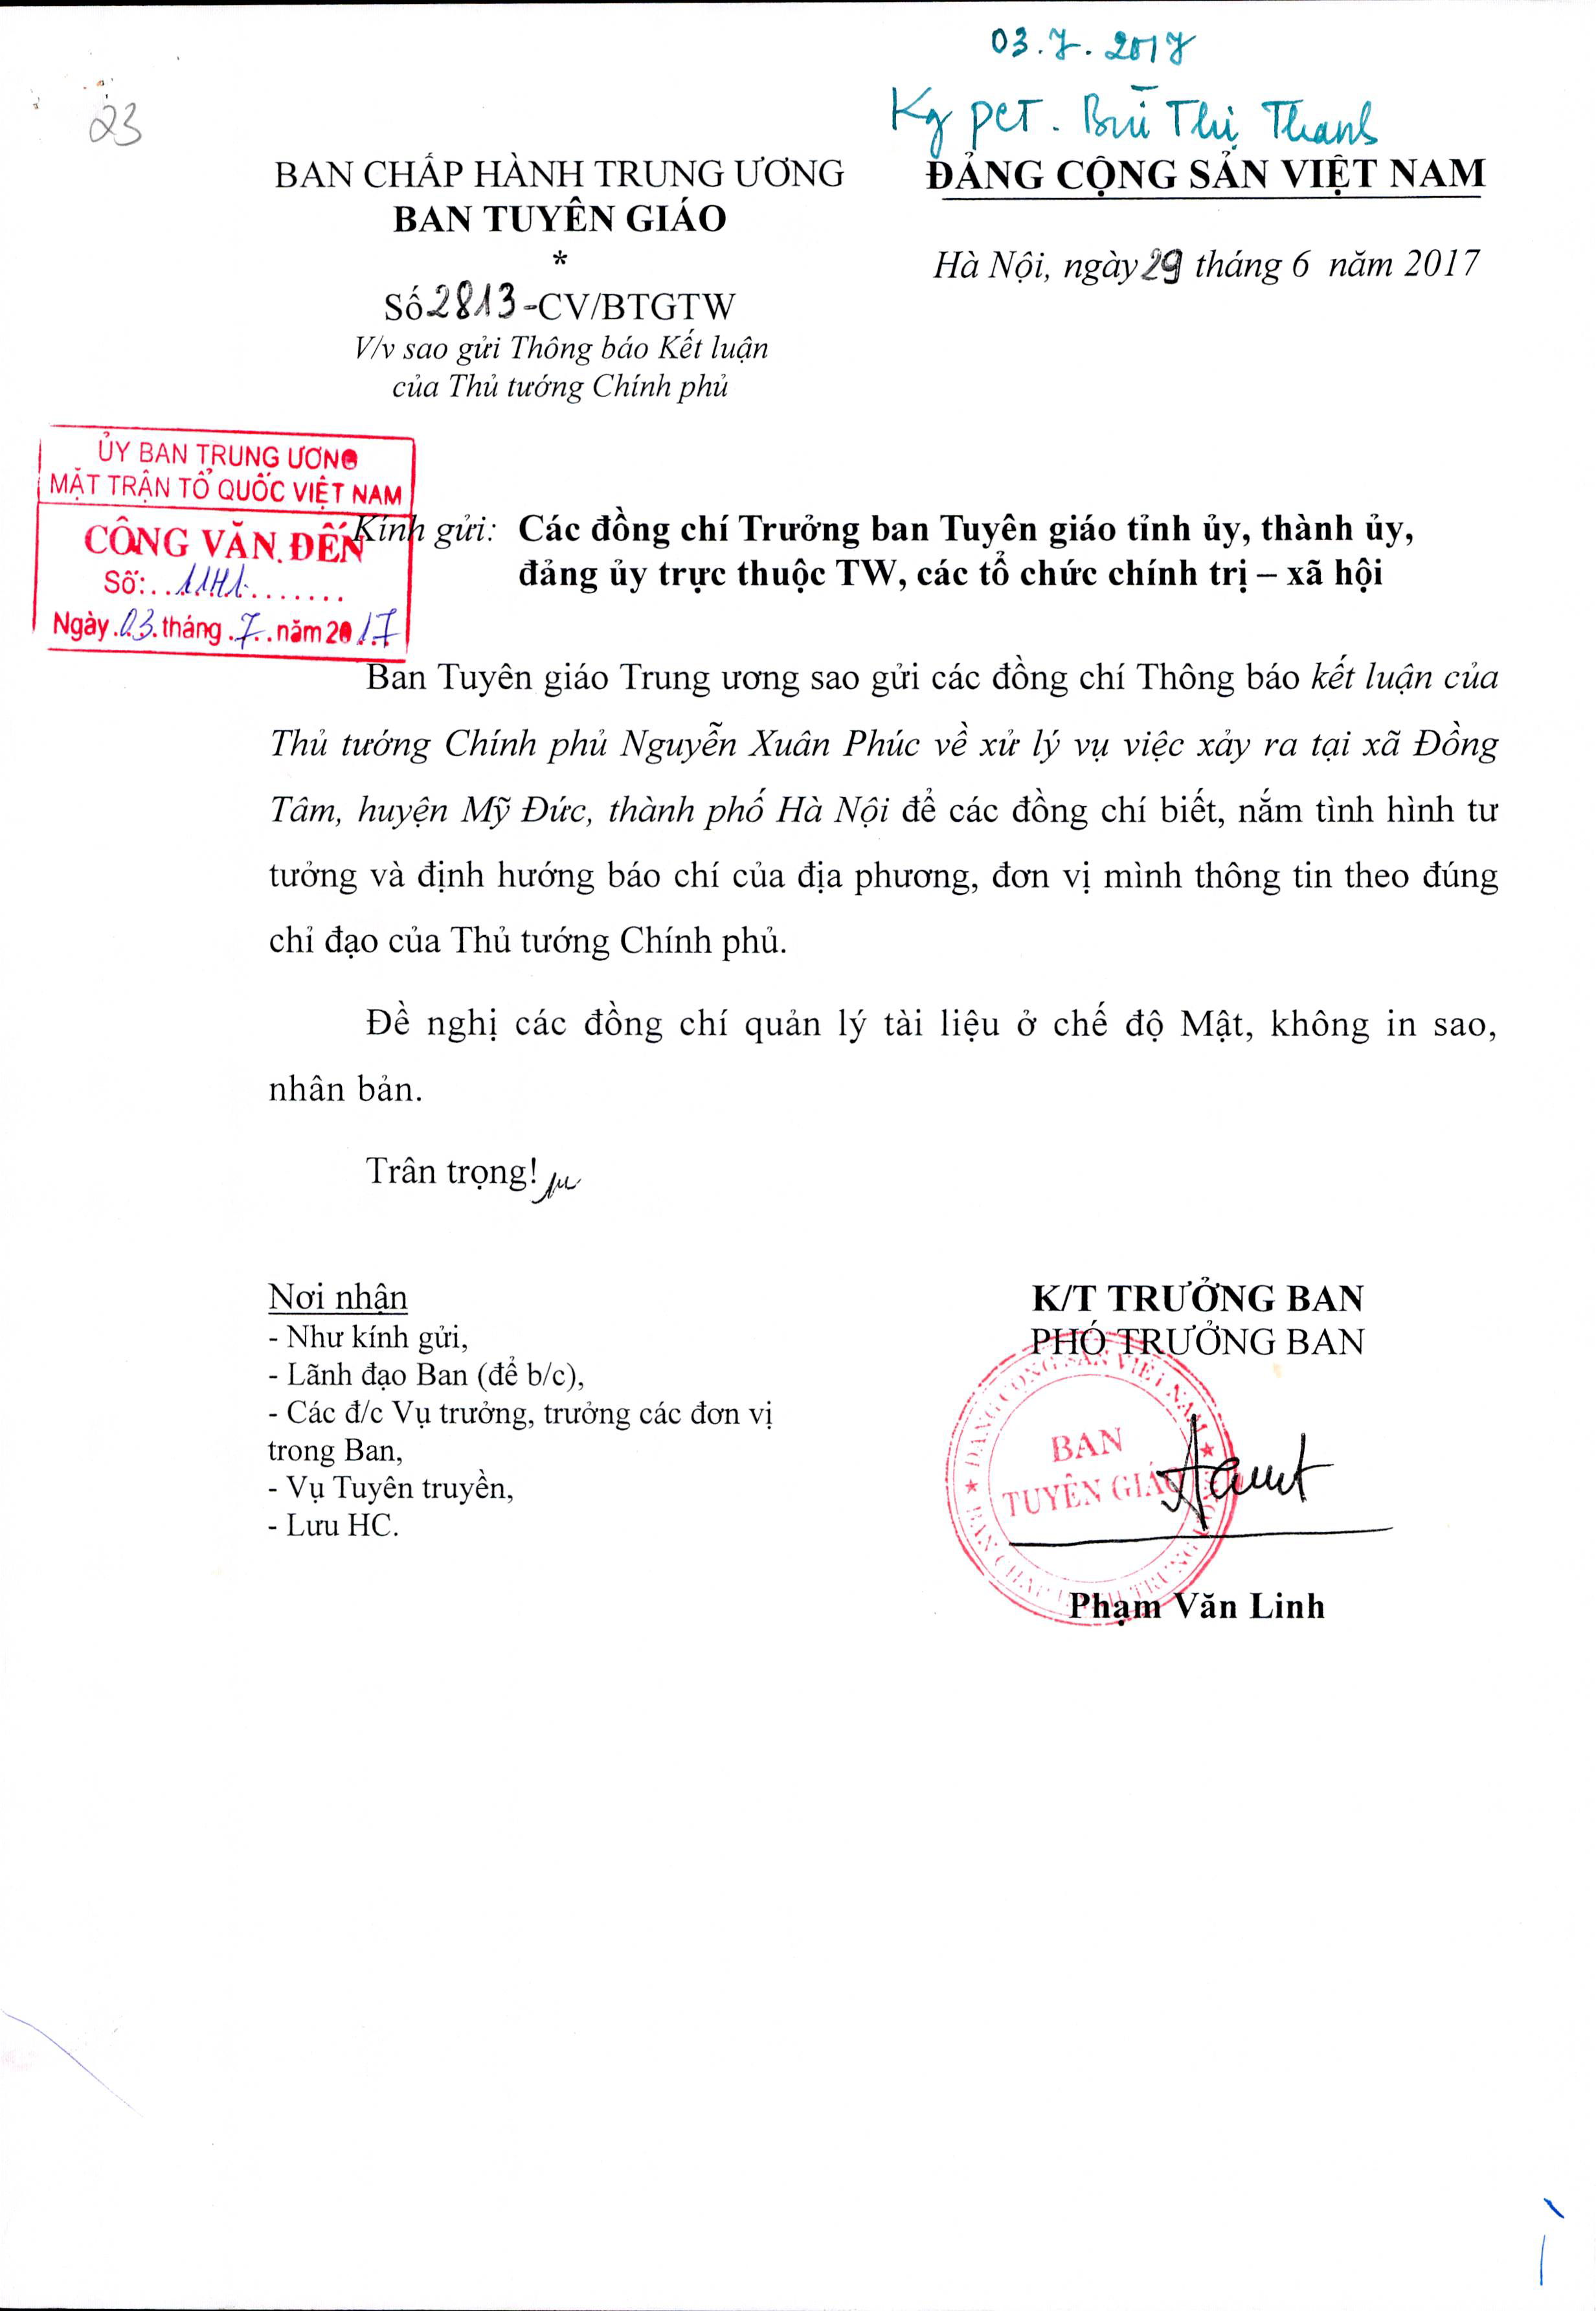 03.7.2017
Kg PCT. Bùi Thị Thanh
23
BAN CHẤP HÀNH TRUNG ƯƠNG
BAN TUYÊN GIÁO
*
Số 2813-CV/BTGTW
V/v sao gửi Thông báo Kết luận
của Thủ tướng Chính phủ
ĐẢNG CỘNG SẢN VIỆT NAM
Hà Nội, ngày 29 tháng 6 năm 2017
ỦY BAN TRUNG ƯƠNG
MẶT TRẬN TỔ QUỐC VIỆT NAM
CÔNG VĂN ĐẾN
Số:
Ngày 03 tháng 7 năm 2017
Kính gửi: Các đồng chí Trưởng ban Tuyên giáo tỉnh ủy, thành ủy,
đảng ủy trực thuộc TW, các tổ chức chính trị – xã hội
Ban Tuyên giáo Trung ương sao gửi các đồng chí Thông báo kết luận của
Thủ tướng Chính phủ Nguyễn Xuân Phúc về xử lý vụ việc xảy ra tại xã Đồng
Tâm, huyện Mỹ Đức, thành phố Hà Nội để các đồng chí biết, nắm tình hình tư
tưởng và định hướng báo chí của địa phương, đơn vị mình thông tin theo đúng
chỉ đạo của Thủ tướng Chính phủ.
Đề nghị các đồng chí quản lý tài liệu ở chế độ Mật, không in sao,
nhân bản.
Trân trọng!
Nơi nhận
- Như kính gửi,
- Lãnh đạo Ban (để b/c),
- Các đ/c Vụ trưởng, trưởng các đơn vị
trong Ban,
- Vụ Tuyên truyền,
- Lưu HC.
K/T TRƯỞNG BAN
PHÓ TRƯỞNG BAN
ĐẢNG CỘNG SẢN VIỆT NAM
BAN
TUYÊN GIÁO
BAN CHẤP HÀNH TRUNG ƯƠNG
Phạm Văn Linh